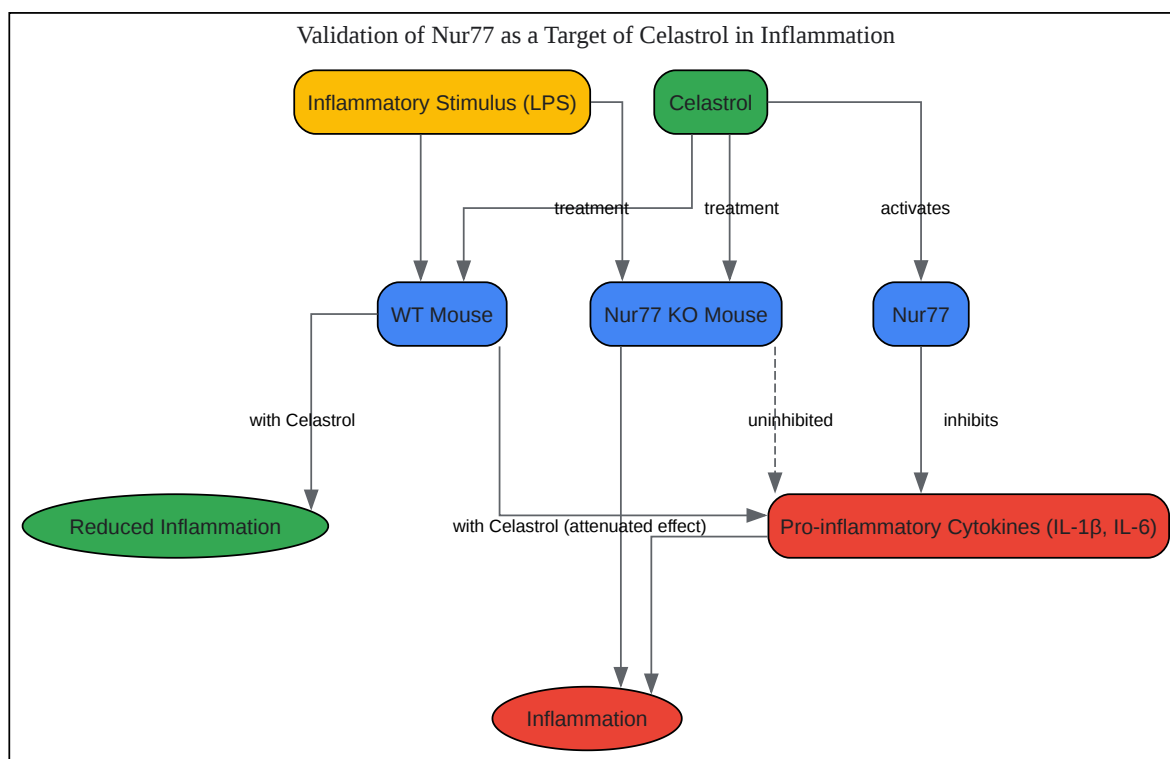 Validation of Nur77 as a Target of Celastrol in Inflammation
Inflammatory Stimulus (LPS)
Celastrol
treatment
treatment
activates
WT Mouse
Nur77 KO Mouse
Nur77
with Celastrol
uninhibited
inhibits
Reduced Inflammation
with Celastrol (attenuated effect)
Pro-inflammatory Cytokines (IL-1β, IL-6)
Inflammation